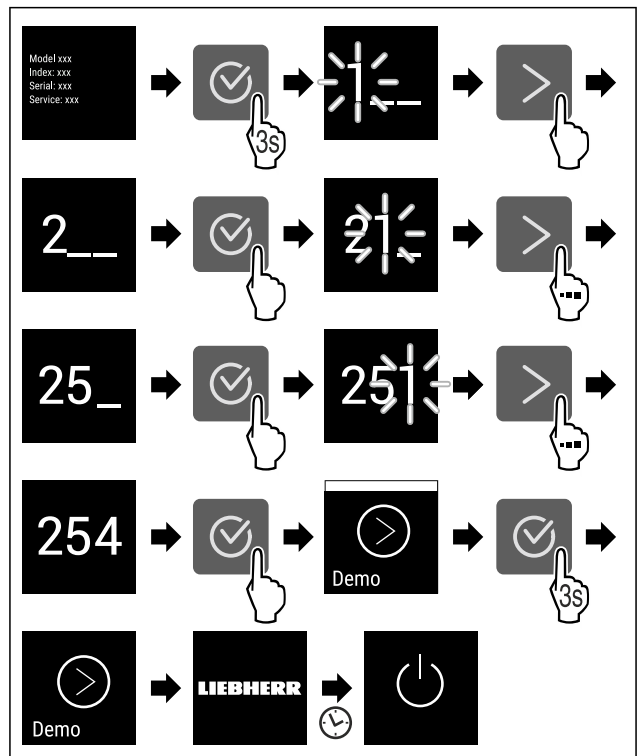 Model xxx
Index: xxx
Serial: xxx
Service: xxx
3s
1__
2__
21_
25_
251
254
Demo
3s
Demo
LIEBHERR